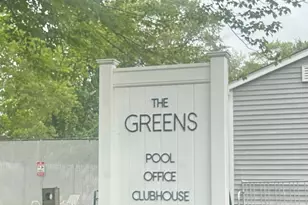 THE
GREENS
POOL
OFFICE
CLUBHOUSE